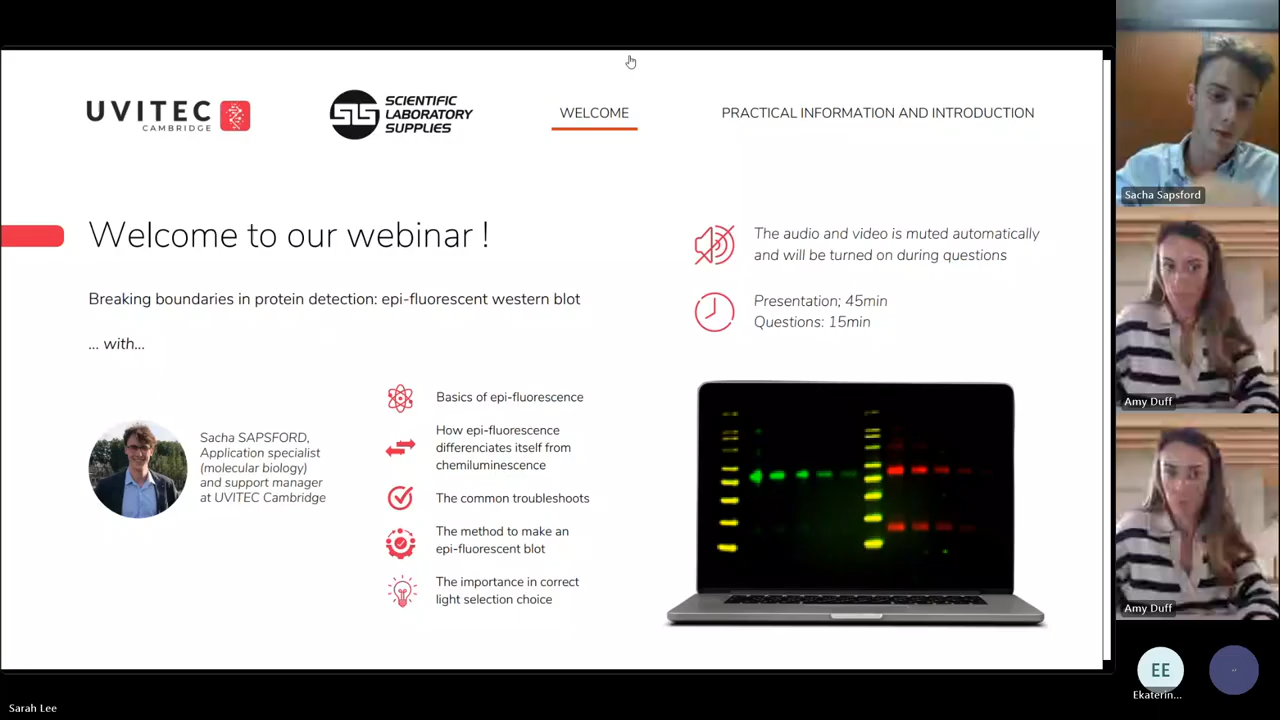 UVITEC
CAMBRIDGE
SLS
SCIENTIFIC
LABORATORY
SUPPLIES
WELCOME
PRACTICAL INFORMATION AND INTRODUCTION
Welcome to our webinar !
Breaking boundaries in protein detection: epi-fluorescent western blot
... with...
Sacha SAPSFORD,
Application specialist
(molecular biology)
and support manager
at UVITEC Cambridge
Basics of epi-fluorescence
How epi-fluorescence
differenciates itself from
chemiluminescence
The common troubleshoots
The method to make an
epi-fluorescent blot
The importance in correct
light selection choice
The audio and video is muted automatically
and will be turned on during questions
Presentation; 45min
Questions: 15min
Sacha Sapsford
Amy Duff
Amy Duff
EE
Ekaterin...
Sarah Lee